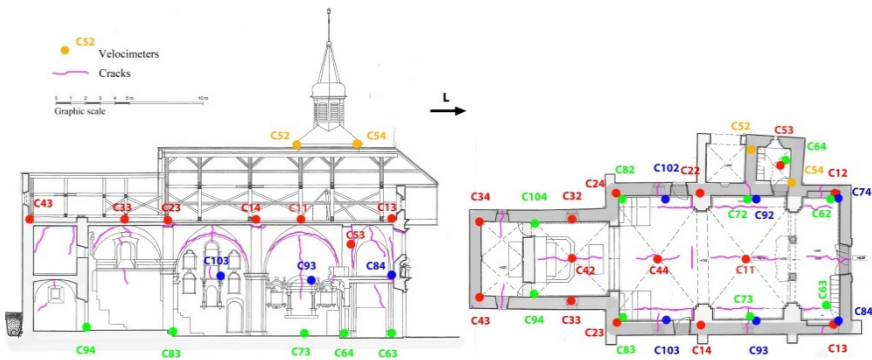 C52
Velocimeters
Cracks
0 1 2 3 4 5m 10 m
Graphic scale
L
C52 C54
C43 C33 C23 C14 C11 C13
C53
C103 C93 C84
C94 C83 C73 C64 C63
C52 C53
C64
C82 C102 C22 C54 C12
C24 C74
C34 C104 C32
C72 C92 C62
C42 C44 C11
C63
C43 C94 C33 C73
C84
C23 C83 C103 C14 C93 C13